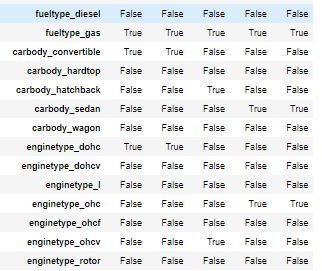 fueltype_diesel False False False False False
fueltype_gas True True True True True
carbody_convertible True True False False False
carbody_hardtop False False False False False
carbody_hatchback False False True False False
carbody_sedan False False False True True
carbody_wagon False False False False False
enginetype_dohc True True False False False
enginetype_dohcv False False False False False
enginetype_l False False False False False
enginetype_ohc False False False True True
enginetype_ohcf False False False False False
enginetype_ohcv False False True False False
enginetype_rotor False False False False False